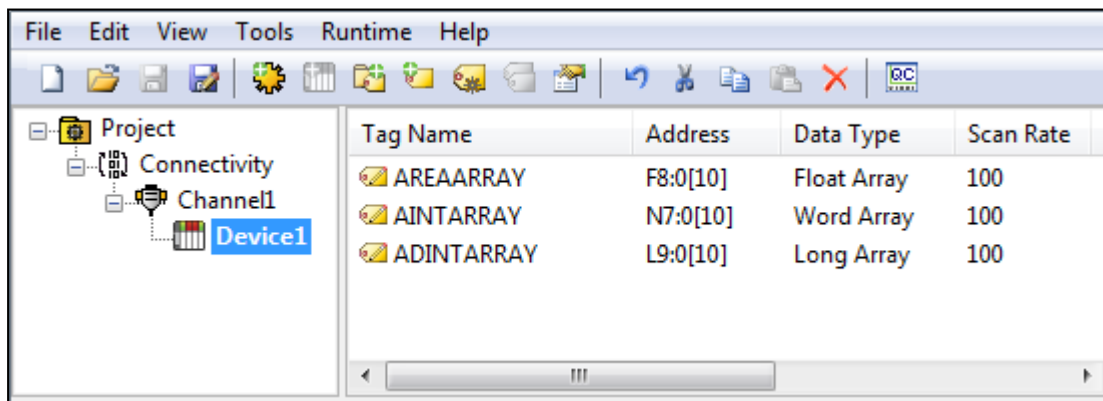 File Edit View Tools Runtime Help
QC
Project
Connectivity
Channel1
Device1
Tag Name Address Data Type Scan Rate
AREAARRAY F8:0[10] Float Array 100
AINTARRAY N7:0[10] Word Array 100
ADINTARRAY L9:0[10] Long Array 100